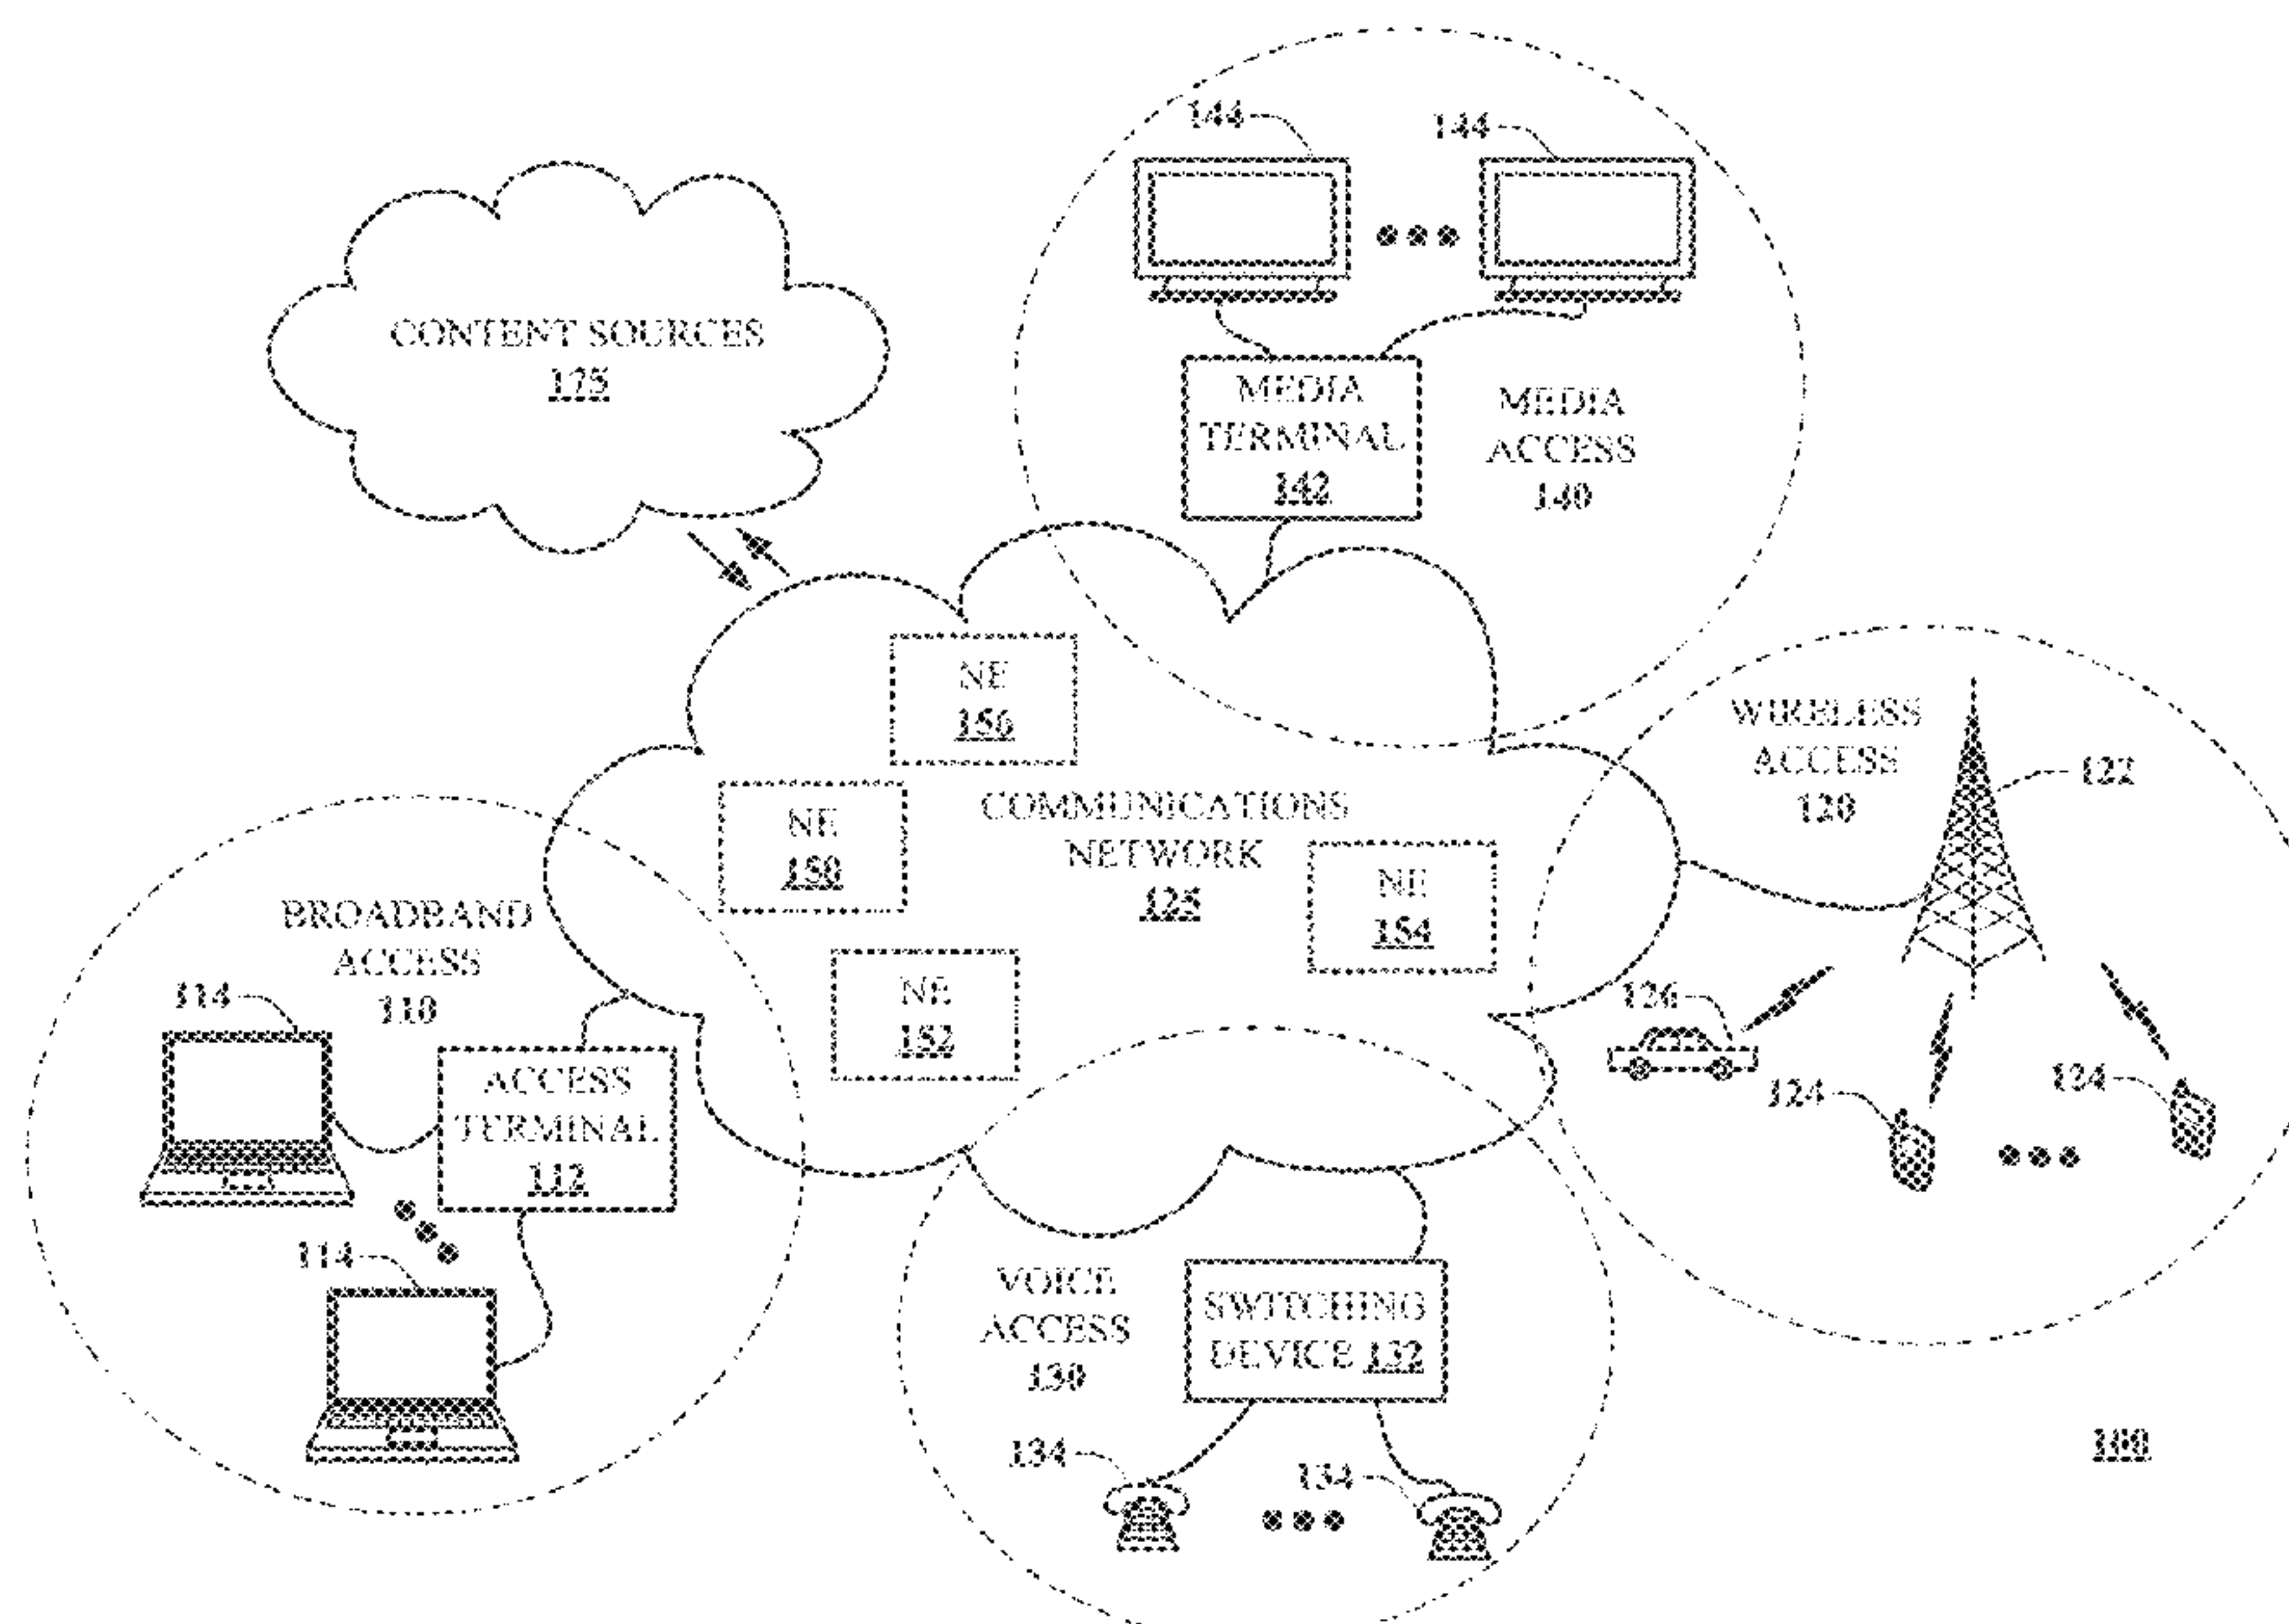 144
144
CONTENT SOURCES
175
MEDIA
TERMINAL
142
MEDIA
ACCESS
140
NE
156
WIRELESS
ACCESS
120
122
NE
150
COMMUNICATIONS
NETWORK
125
NE
154
BROADBAND
ACCESS
110
114
NE
152
126
ACCESS
TERMINAL
112
124
124
114
VOICE
ACCESS
130
SWITCHING
DEVICE 132
134
134
100